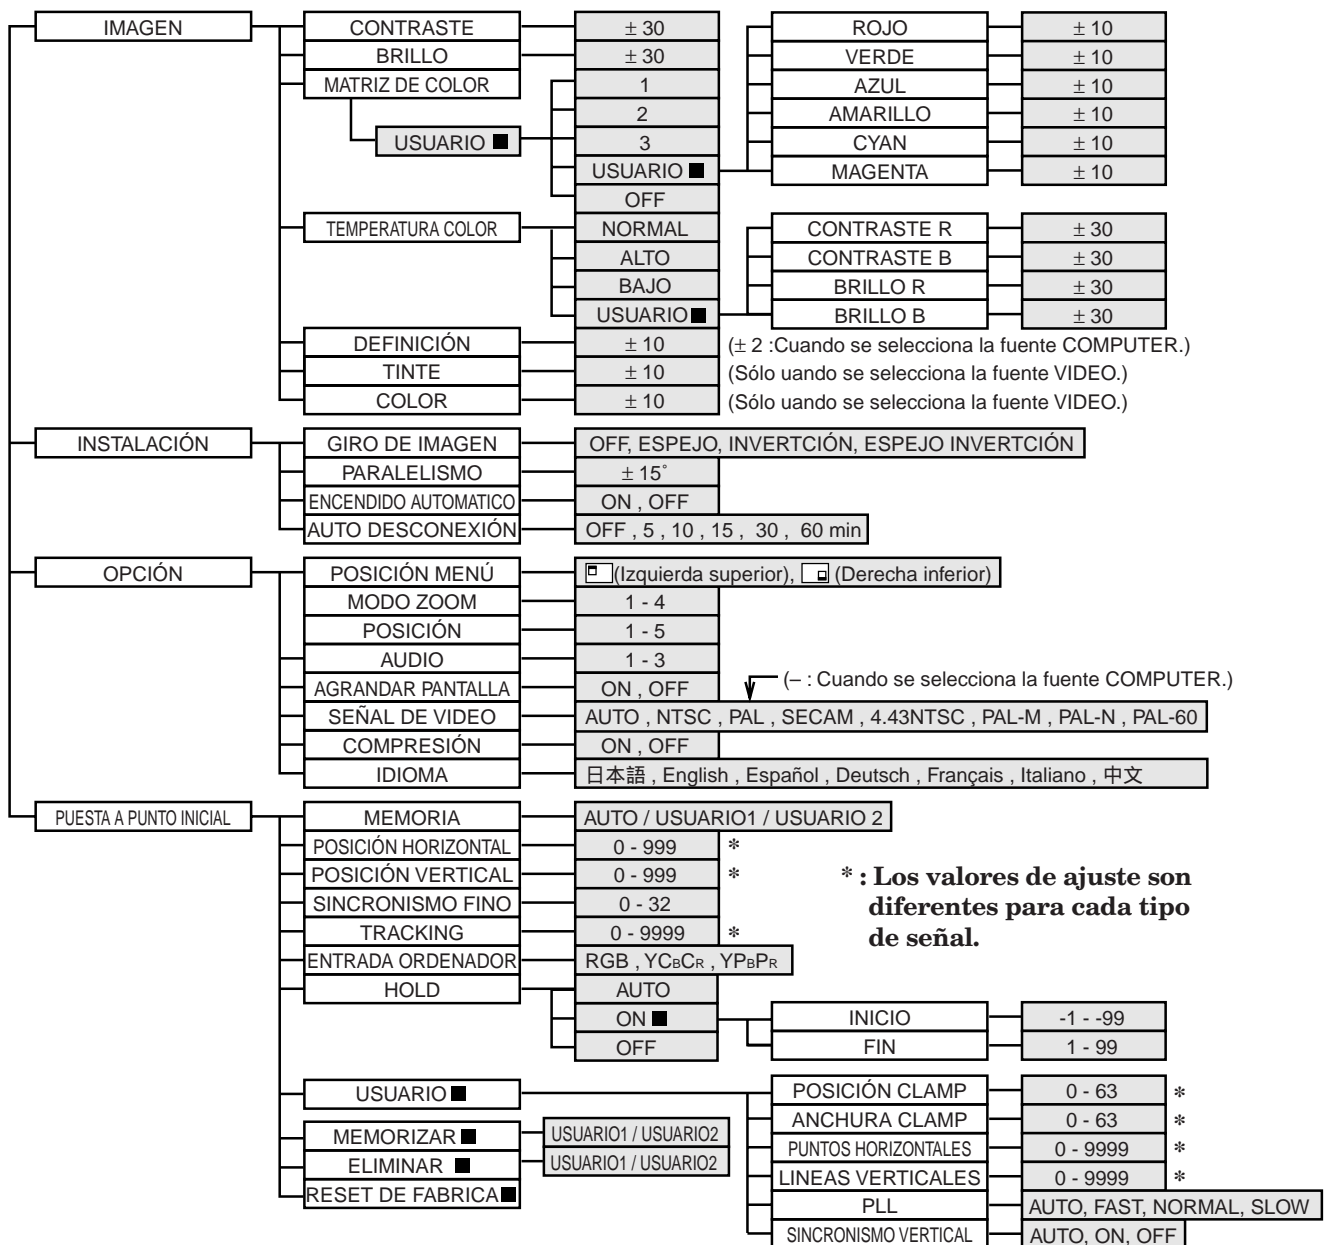 IMAGEN CONTRASTE ± 30 ROJO ± 10
BRILLO ± 30 VERDE ± 10
MATRIZ DE COLOR 1 AZUL ± 10
2 AMARILLO ± 10
USUARIO ■ 3 CYAN ± 10
USUARIO ■ MAGENTA ± 10
OFF
TEMPERATURA COLOR NORMAL CONTRASTE R ± 30
ALTO CONTRASTE B ± 30
BAJO BRILLO R ± 30
USUARIO ■ BRILLO B ± 30
DEFINICIÓN ± 10 (± 2 :Cuando se selecciona la fuente COMPUTER.)
TINTE ± 10 (Sólo uando se selecciona la fuente VIDEO.)
COLOR ± 10 (Sólo uando se selecciona la fuente VIDEO.)
INSTALACIÓN GIRO DE IMAGEN OFF, ESPEJO, INVERTCIÓN, ESPEJO INVERTCIÓN
PARALELISMO ± 15˚
ENCENDIDO AUTOMATICO ON , OFF
AUTO DESCONEXIÓN OFF , 5 , 10 , 15 , 30 , 60 min
OPCIÓN POSICIÓN MENÚ (Izquierda superior), (Derecha inferior)
MODO ZOOM 1 - 4
POSICIÓN 1 - 5
AUDIO 1 - 3
(– : Cuando se selecciona la fuente COMPUTER.)
AGRANDAR PANTALLA ON , OFF
SEÑAL DE VIDEO AUTO , NTSC , PAL , SECAM , 4.43NTSC , PAL-M , PAL-N , PAL-60
COMPRESIÓN ON , OFF
IDIOMA 日本語 , English , Español , Deutsch , Français , Italiano , 中文
PUESTA A PUNTO INICIAL MEMORIA AUTO / USUARIO1 / USUARIO 2
POSICIÓN HORIZONTAL 0 - 999 *
POSICIÓN VERTICAL 0 - 999 *
SINCRONISMO FINO 0 - 32
TRACKING 0 - 9999 *
* : Los valores de ajuste son
diferentes para cada tipo
de señal.
ENTRADA ORDENADOR RGB , YCBCR , YPBPR
HOLD AUTO
ON ■ INICIO -1 - -99
OFF FIN 1 - 99
USUARIO ■ POSICIÓN CLAMP 0 - 63 *
ANCHURA CLAMP 0 - 63 *
MEMORIZAR ■ USUARIO1 / USUARIO2
PUNTOS HORIZONTALES 0 - 9999 *
ELIMINAR ■ USUARIO1 / USUARIO2
LINEAS VERTICALES 0 - 9999 *
RESET DE FABRICA ■
PLL AUTO, FAST, NORMAL, SLOW
SINCRONISMO VERTICAL AUTO, ON, OFF